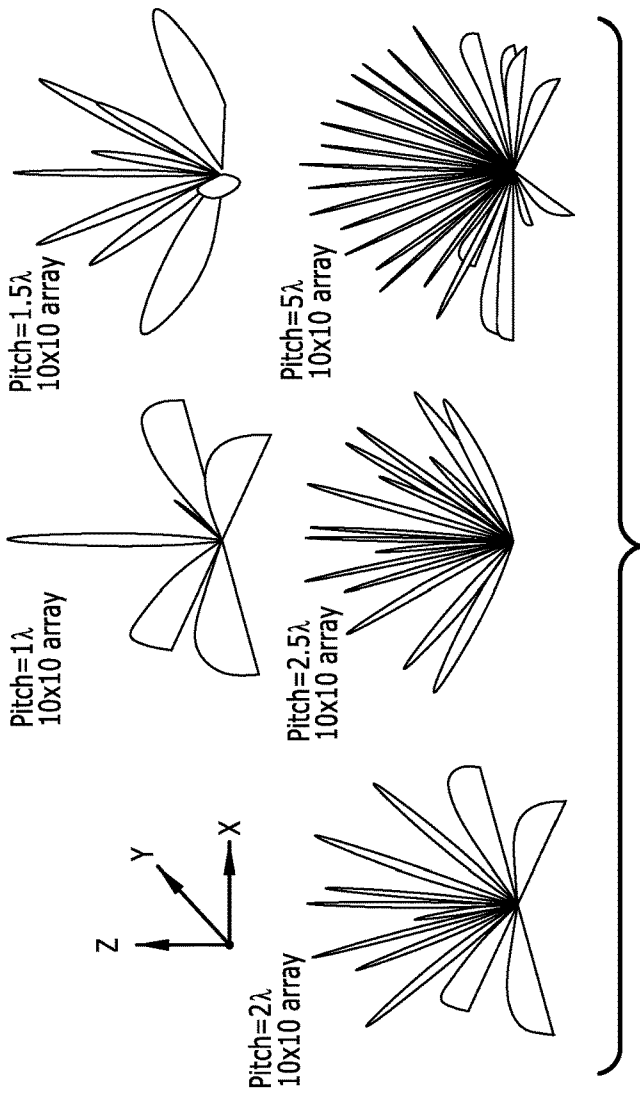 Z
Y
X
Pitch=1λ
10x10 array
Pitch=1.5λ
10x10 array
Pitch=2λ
10x10 array
Pitch=2.5λ
10x10 array
Pitch=5λ
10x10 array